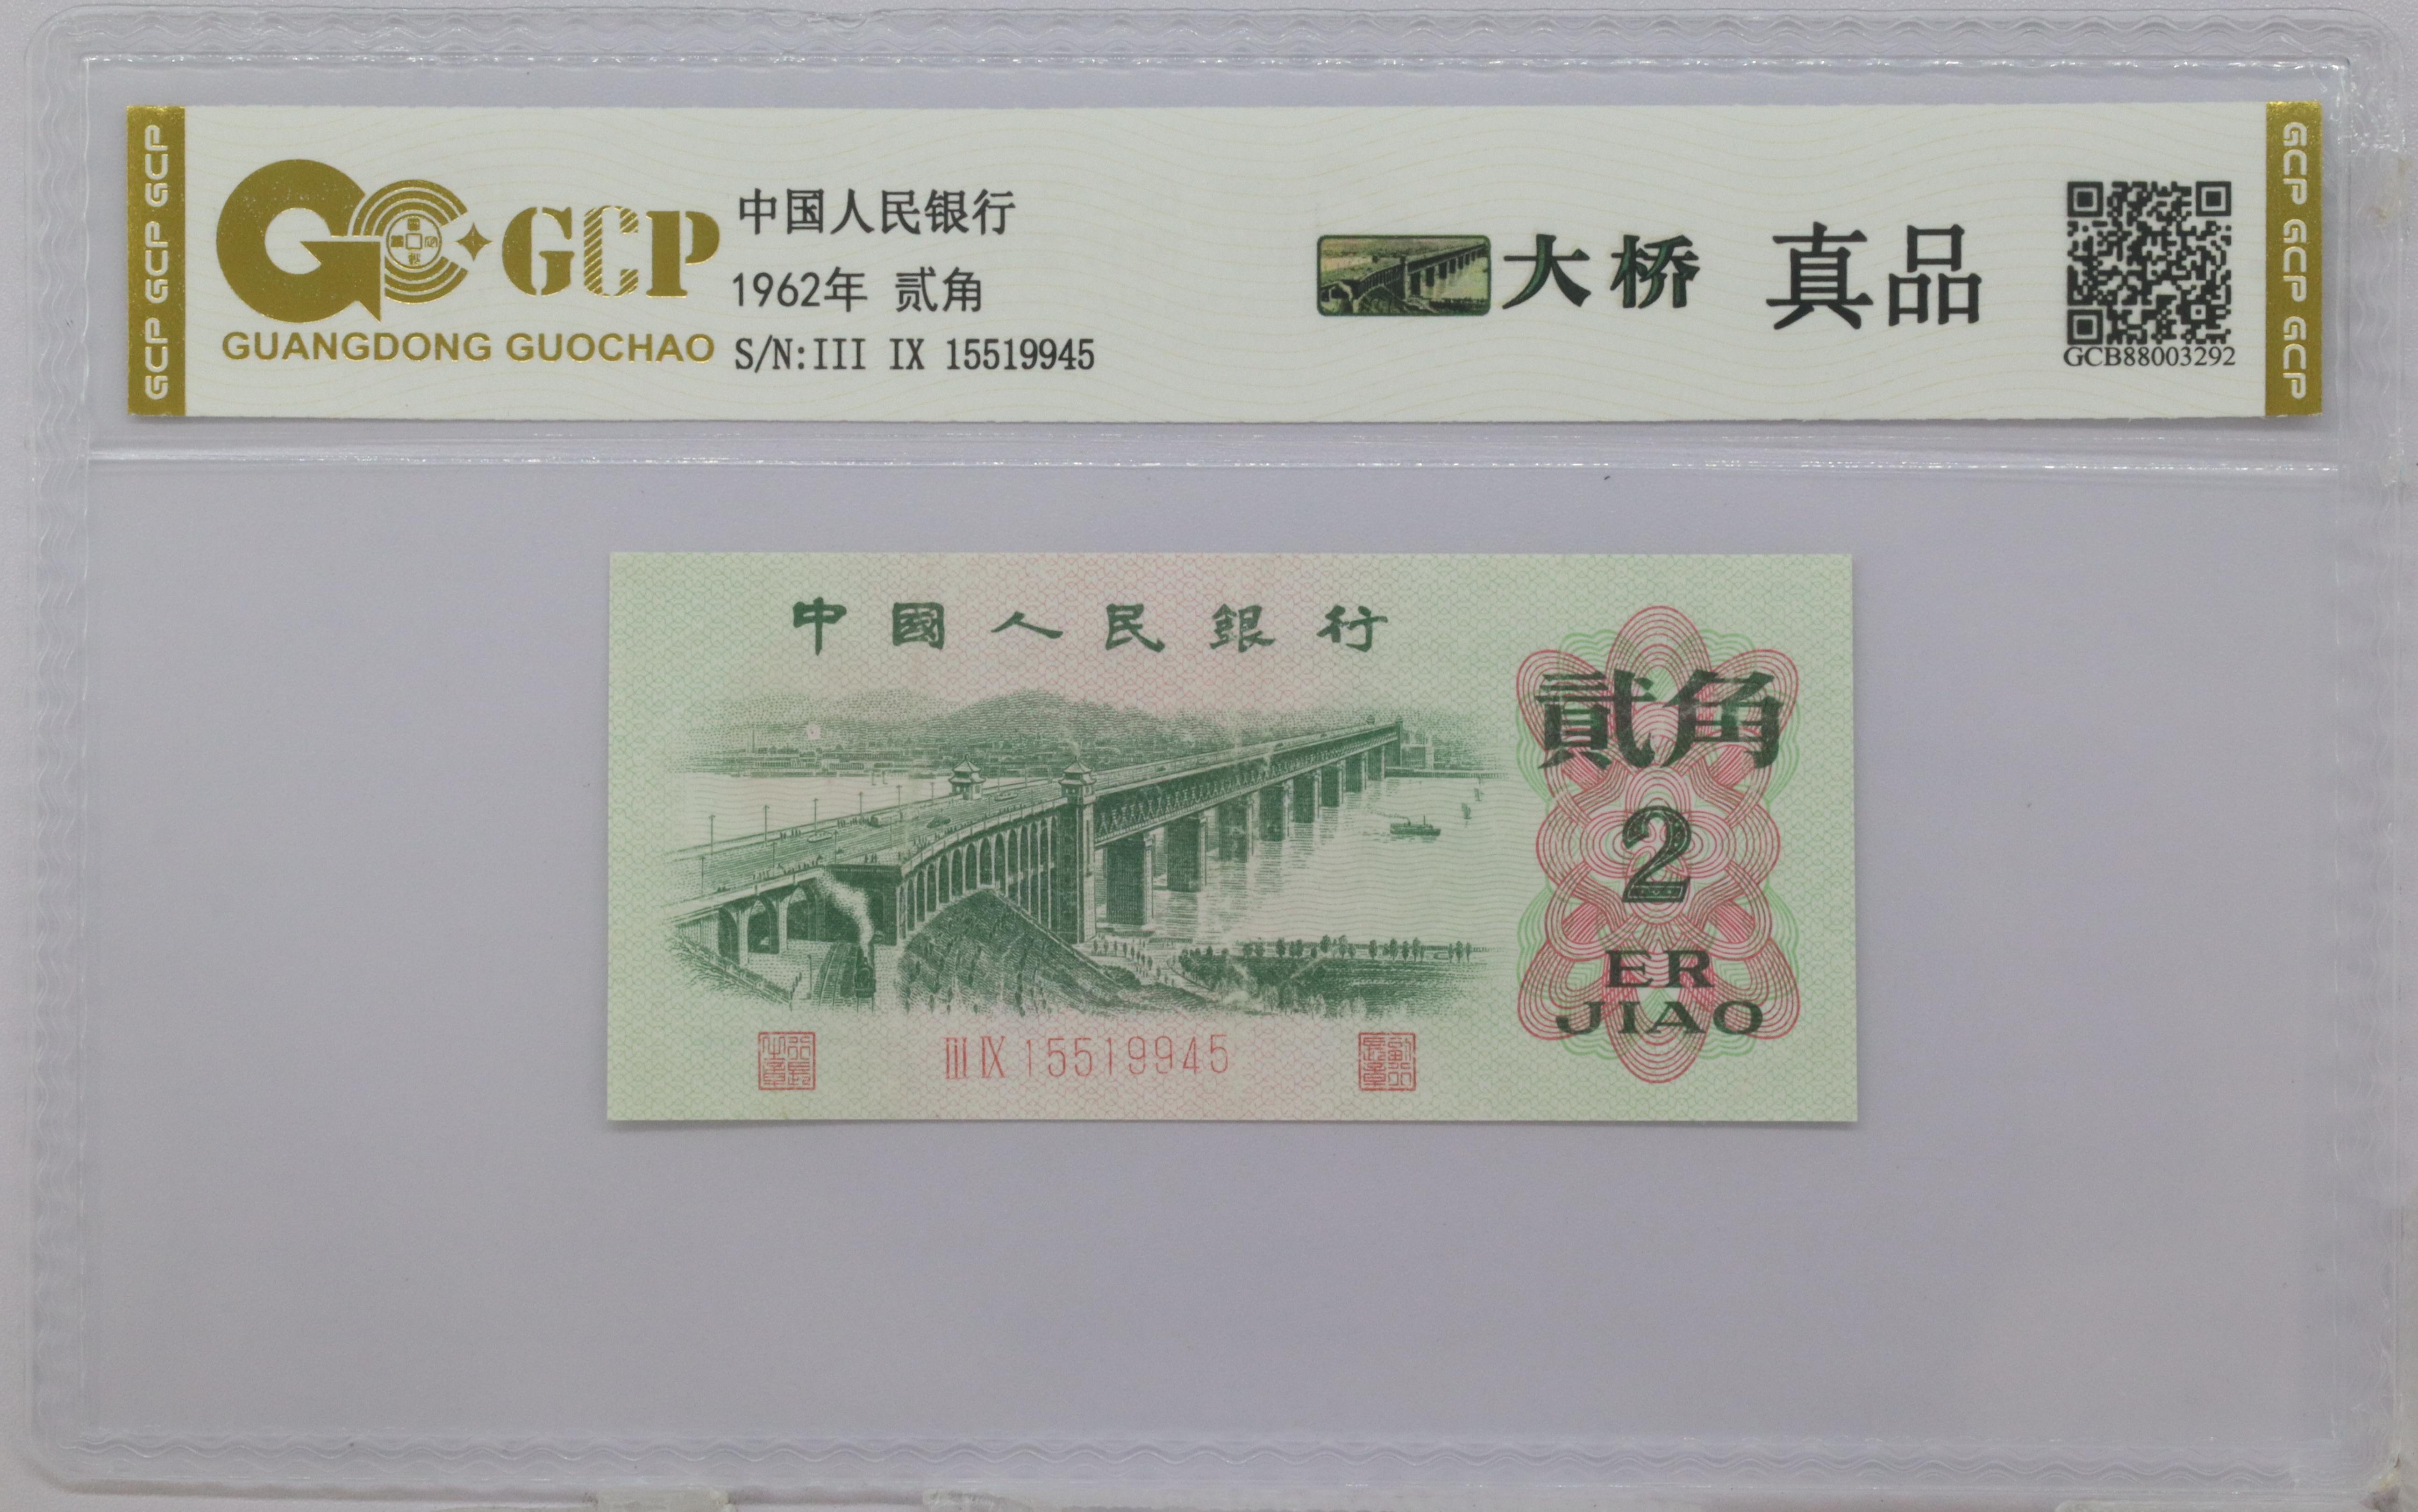 GCP GCP GCP
GCP
GUANGDONG GUOCHAO
中国人民银行
1962年 贰角
S/N:III IX 15519945
大桥 真品
GCB88003292
GCP GCP GCP
中國人民銀行
貳角
2
ER
JIAO
III IX 15519945